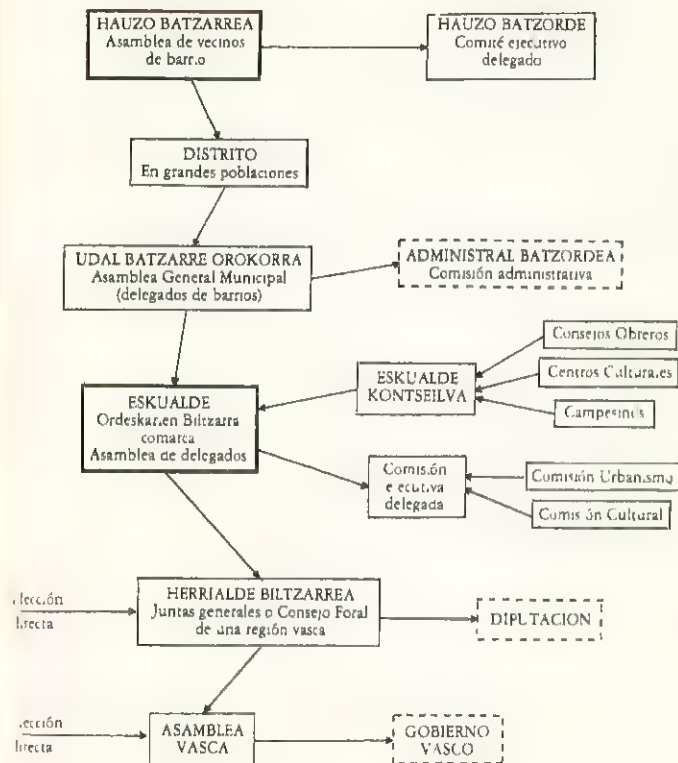 HAUZO BATZARREA
Asamblea de vecinos
de barrio
HAUZO BATZORDE
Comité ejecutivo
delegado
DISTRITO
En grandes poblaciones
UDAL BATZARRE OROKORRA
Asamblea General Municipal
(delegados de barrios)
ADMINISTRAL BATZORDEA
Comisión administrativa
Consejos Obreros
ESKUALDE
KONTSEILVA
Centros Culturales
Campesinos
ESKUALDE
Ordeskarien Biltzarra
comarca
Asamblea de delegados
Comisión
ejecutiva
delegada
Comisión Urbanismo
Comisión Cultural
HERRIALDE BILTZARREA
Juntas generales o Consejo Foral
de una región vasca
DIPUTACION
ASAMBLEA
VASCA
GOBIERNO
VASCO